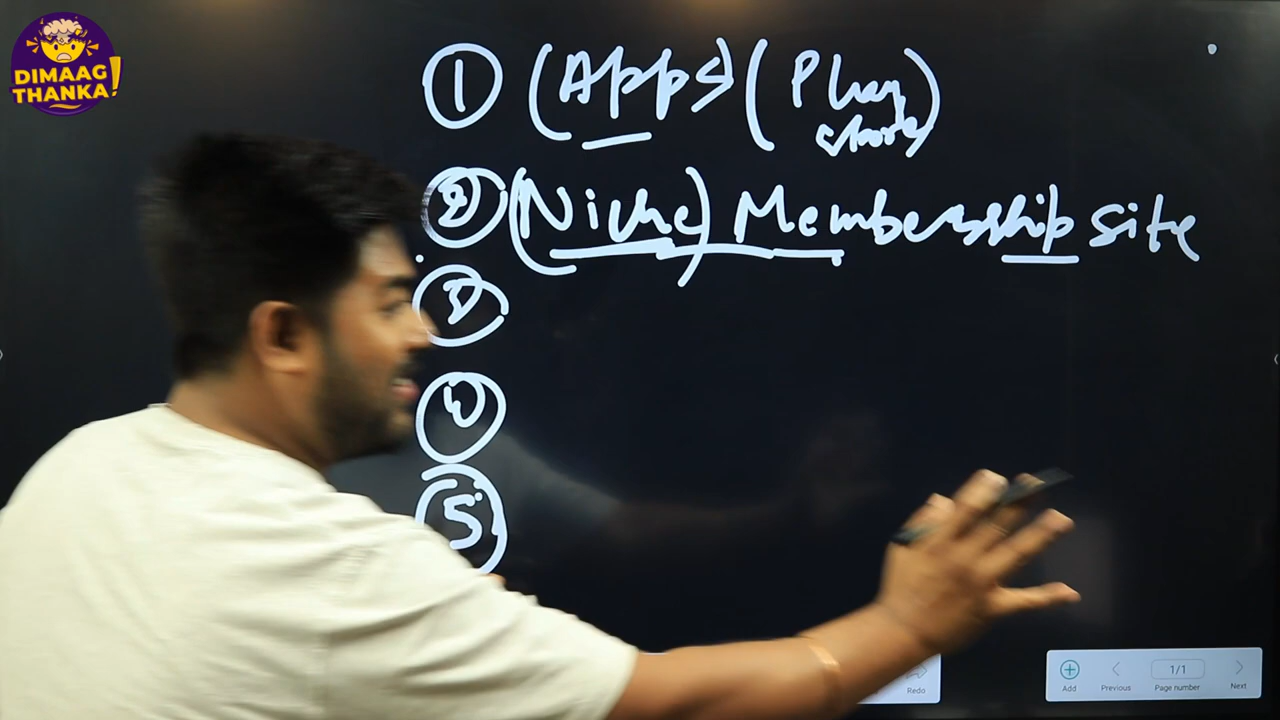 DIMAAG
THANKA!
1 (Apps) (Play
store)
2 (Niche) Membership site
3
4
5
Redo
Add Previous 1/1 Page number Next